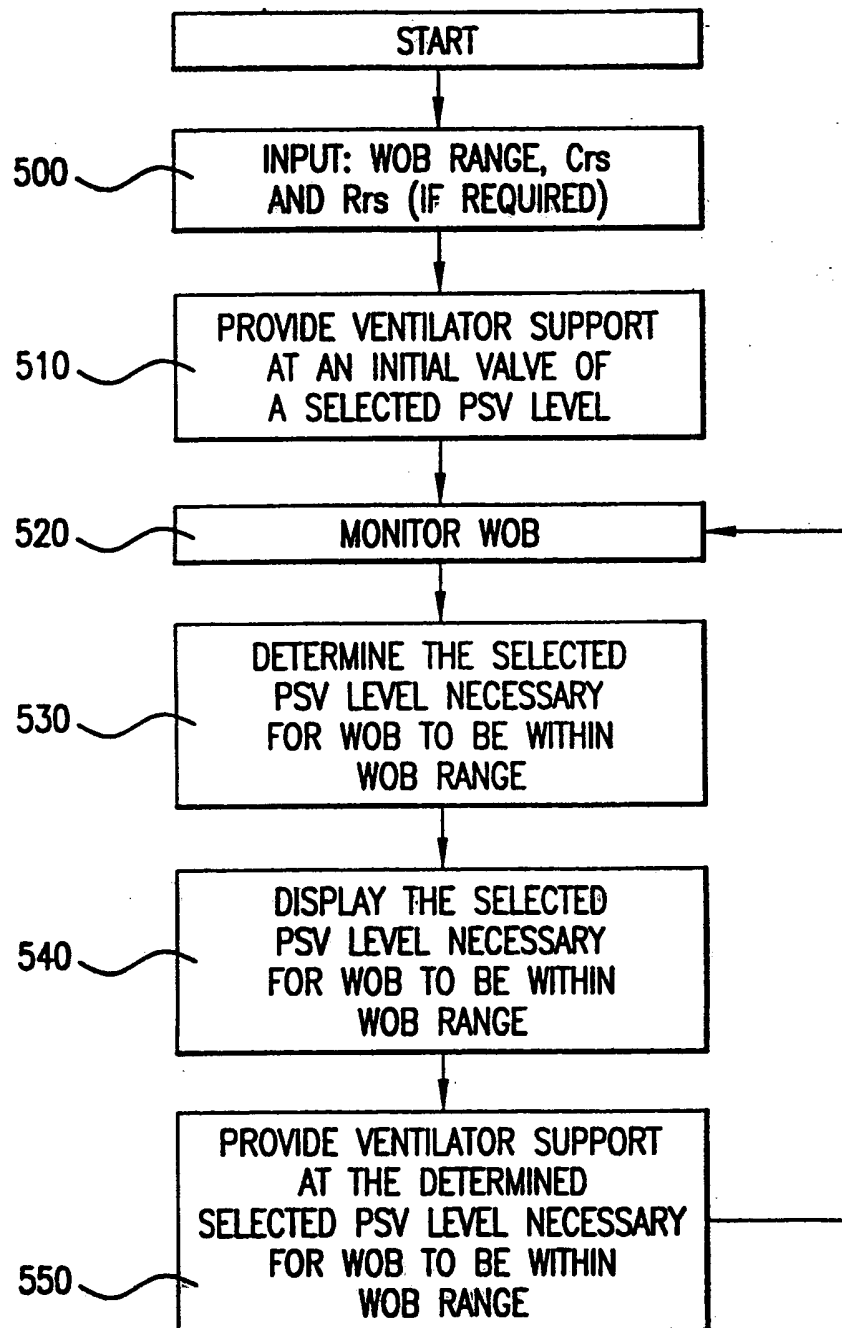 START
500
INPUT: WOB RANGE, Crs
AND Rrs (IF REQUIRED)
510
PROVIDE VENTILATOR SUPPORT
AT AN INITIAL VALVE OF
A SELECTED PSV LEVEL
520
MONITOR WOB
530
DETERMINE THE SELECTED
PSV LEVEL NECESSARY
FOR WOB TO BE WITHIN
WOB RANGE
540
DISPLAY THE SELECTED
PSV LEVEL NECESSARY
FOR WOB TO BE WITHIN
WOB RANGE
550
PROVIDE VENTILATOR SUPPORT
AT THE DETERMINED
SELECTED PSV LEVEL NECESSARY
FOR WOB TO BE WITHIN
WOB RANGE